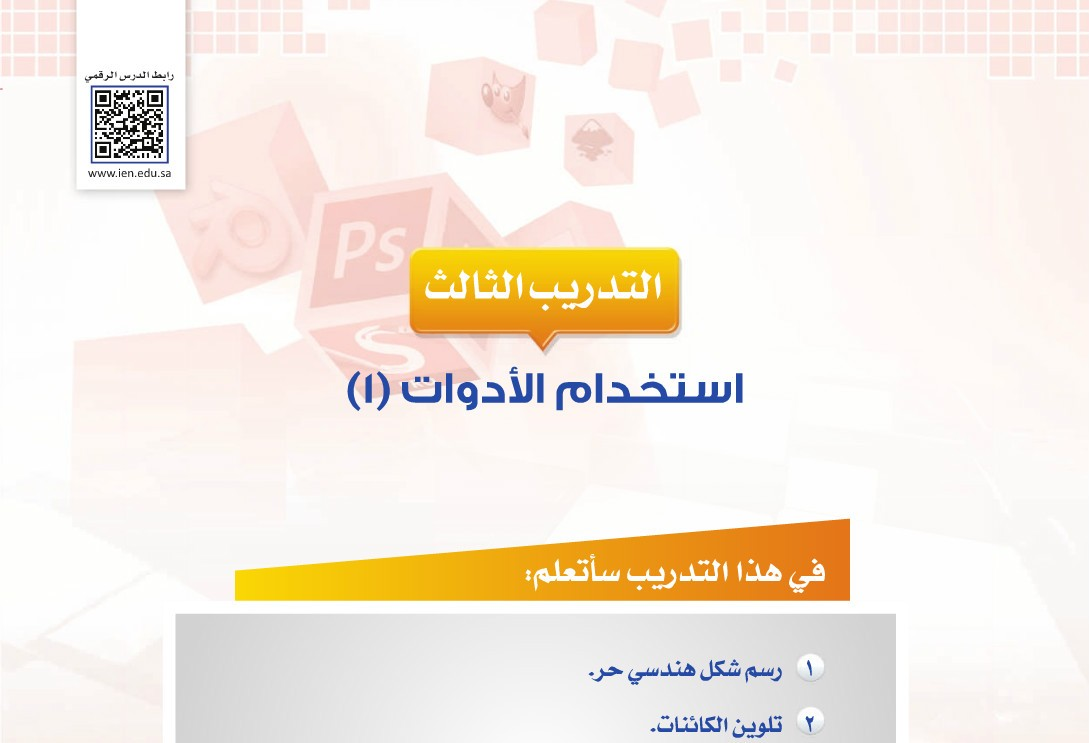 رابط الدرس الرقمي
www.ien.edu.sa
Ps
التدريب الثالث
استخدام الأدوات (١)
في هذا التدريب سأتعلم:
١ رسم شكل هندسي حر.
٢ تلوين الكائنات.